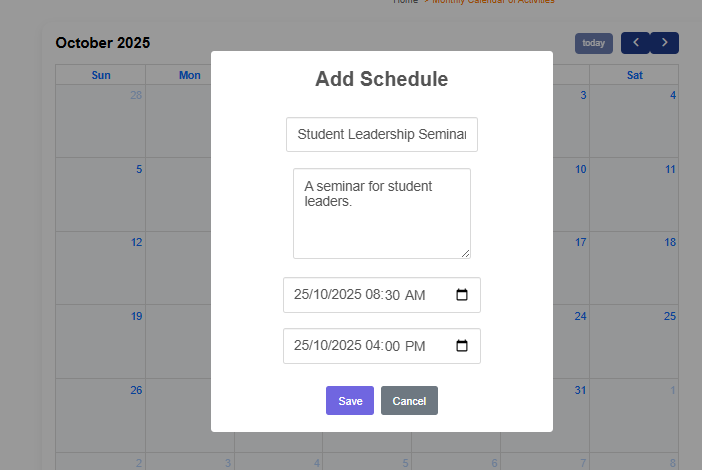 Home > Monthly Calendar of Activities
October 2025
today
Sun Mon Sat
28 3 4
5 10 11
12 17 18
19 24 25
26 31 1
2 3 4 5 6 7 8
Add Schedule
Student Leadership Seminar
A seminar for student
leaders.
25/10/2025 08:30 AM
25/10/2025 04:00 PM
Save Cancel